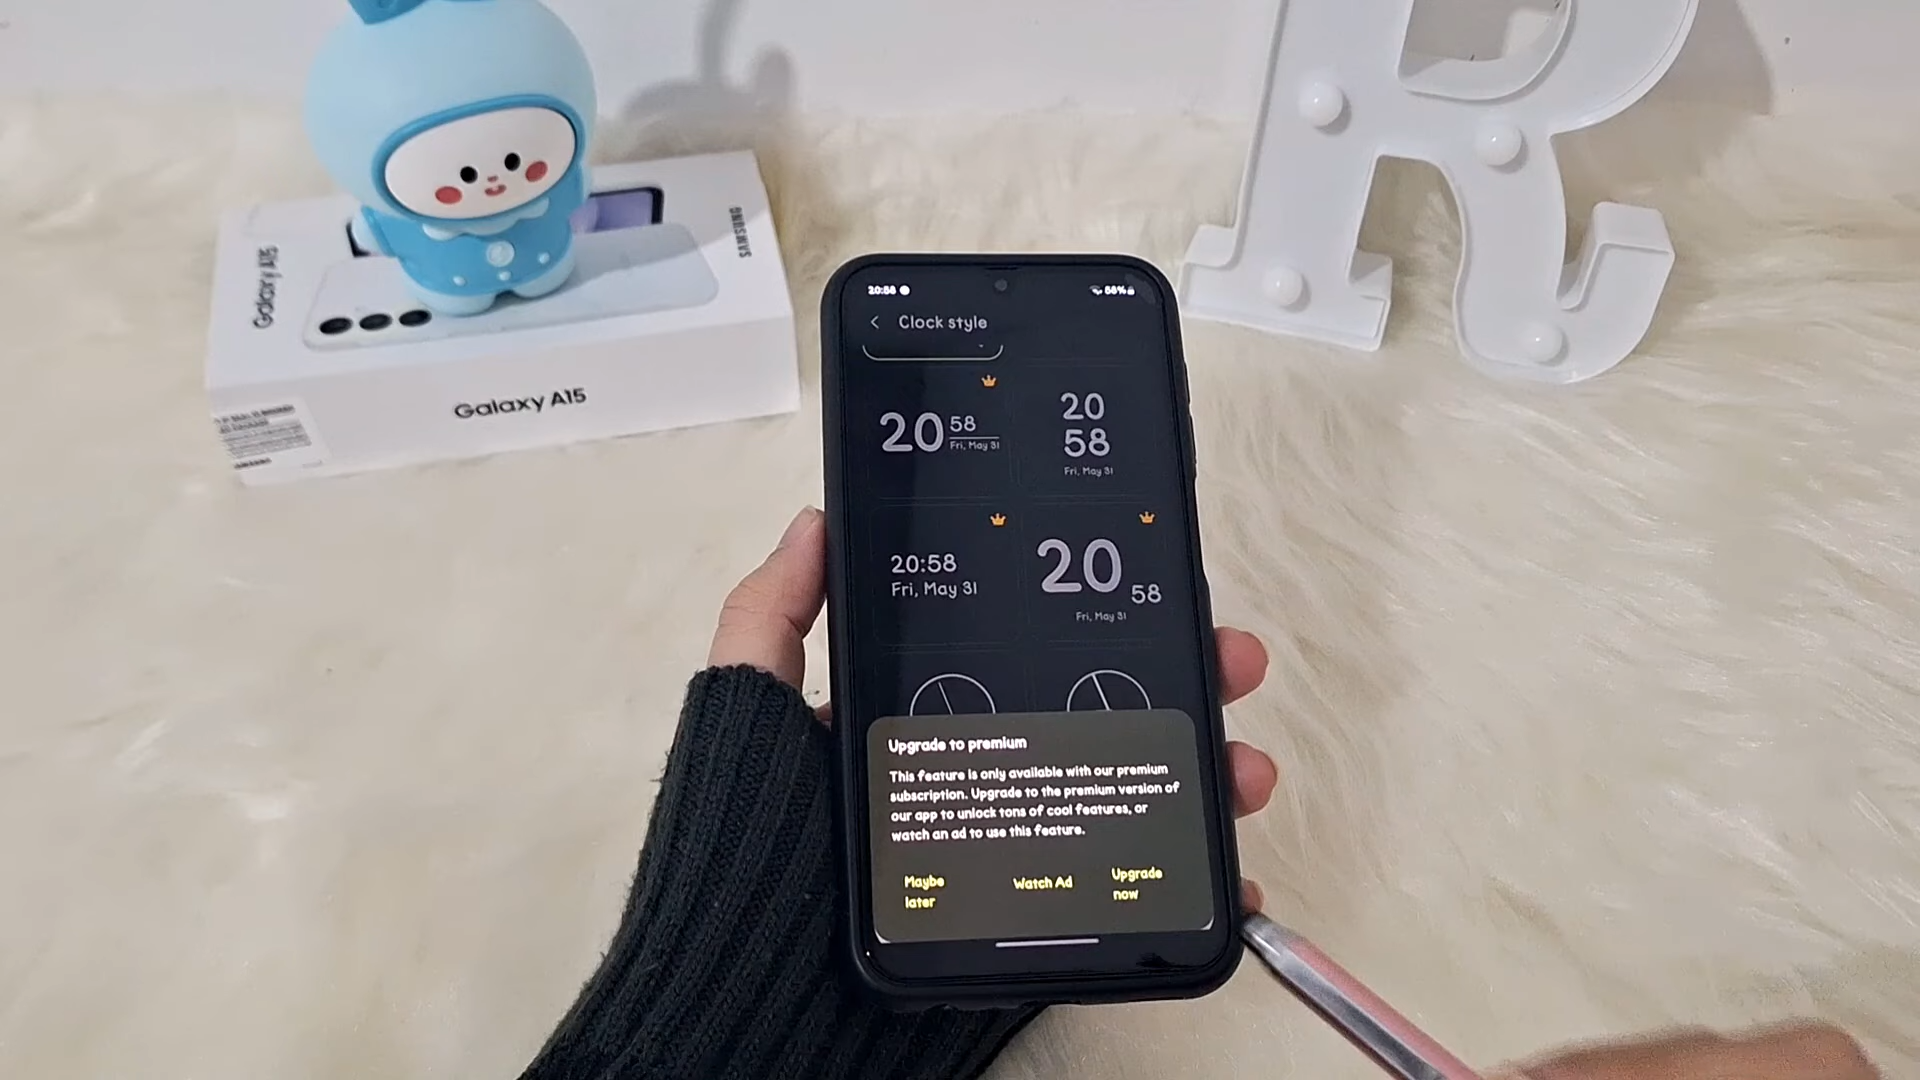 Galaxy A15
SAMSUNG
Galaxy A15
20:58
58%
Clock style
20
58
Fri, May 31
20
58
Fri, May 31
20:58
Fri, May 31
20
58
Fri, May 31
Upgrade to premium
This feature is only available with our premium
subscription. Upgrade to the premium version of
our app to unlock tons of cool features, or
watch an ad to use this feature.
Maybe
later
Watch Ad
Upgrade
now
R